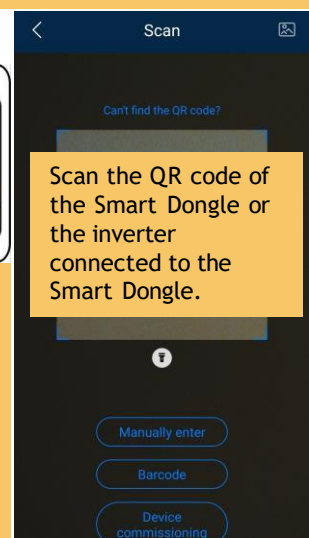 Scan
Can't find the QR code?
Scan the QR code of
the Smart Dongle or
the inverter
connected to the
Smart Dongle.
Manually enter
Barcode
Device
commissioning